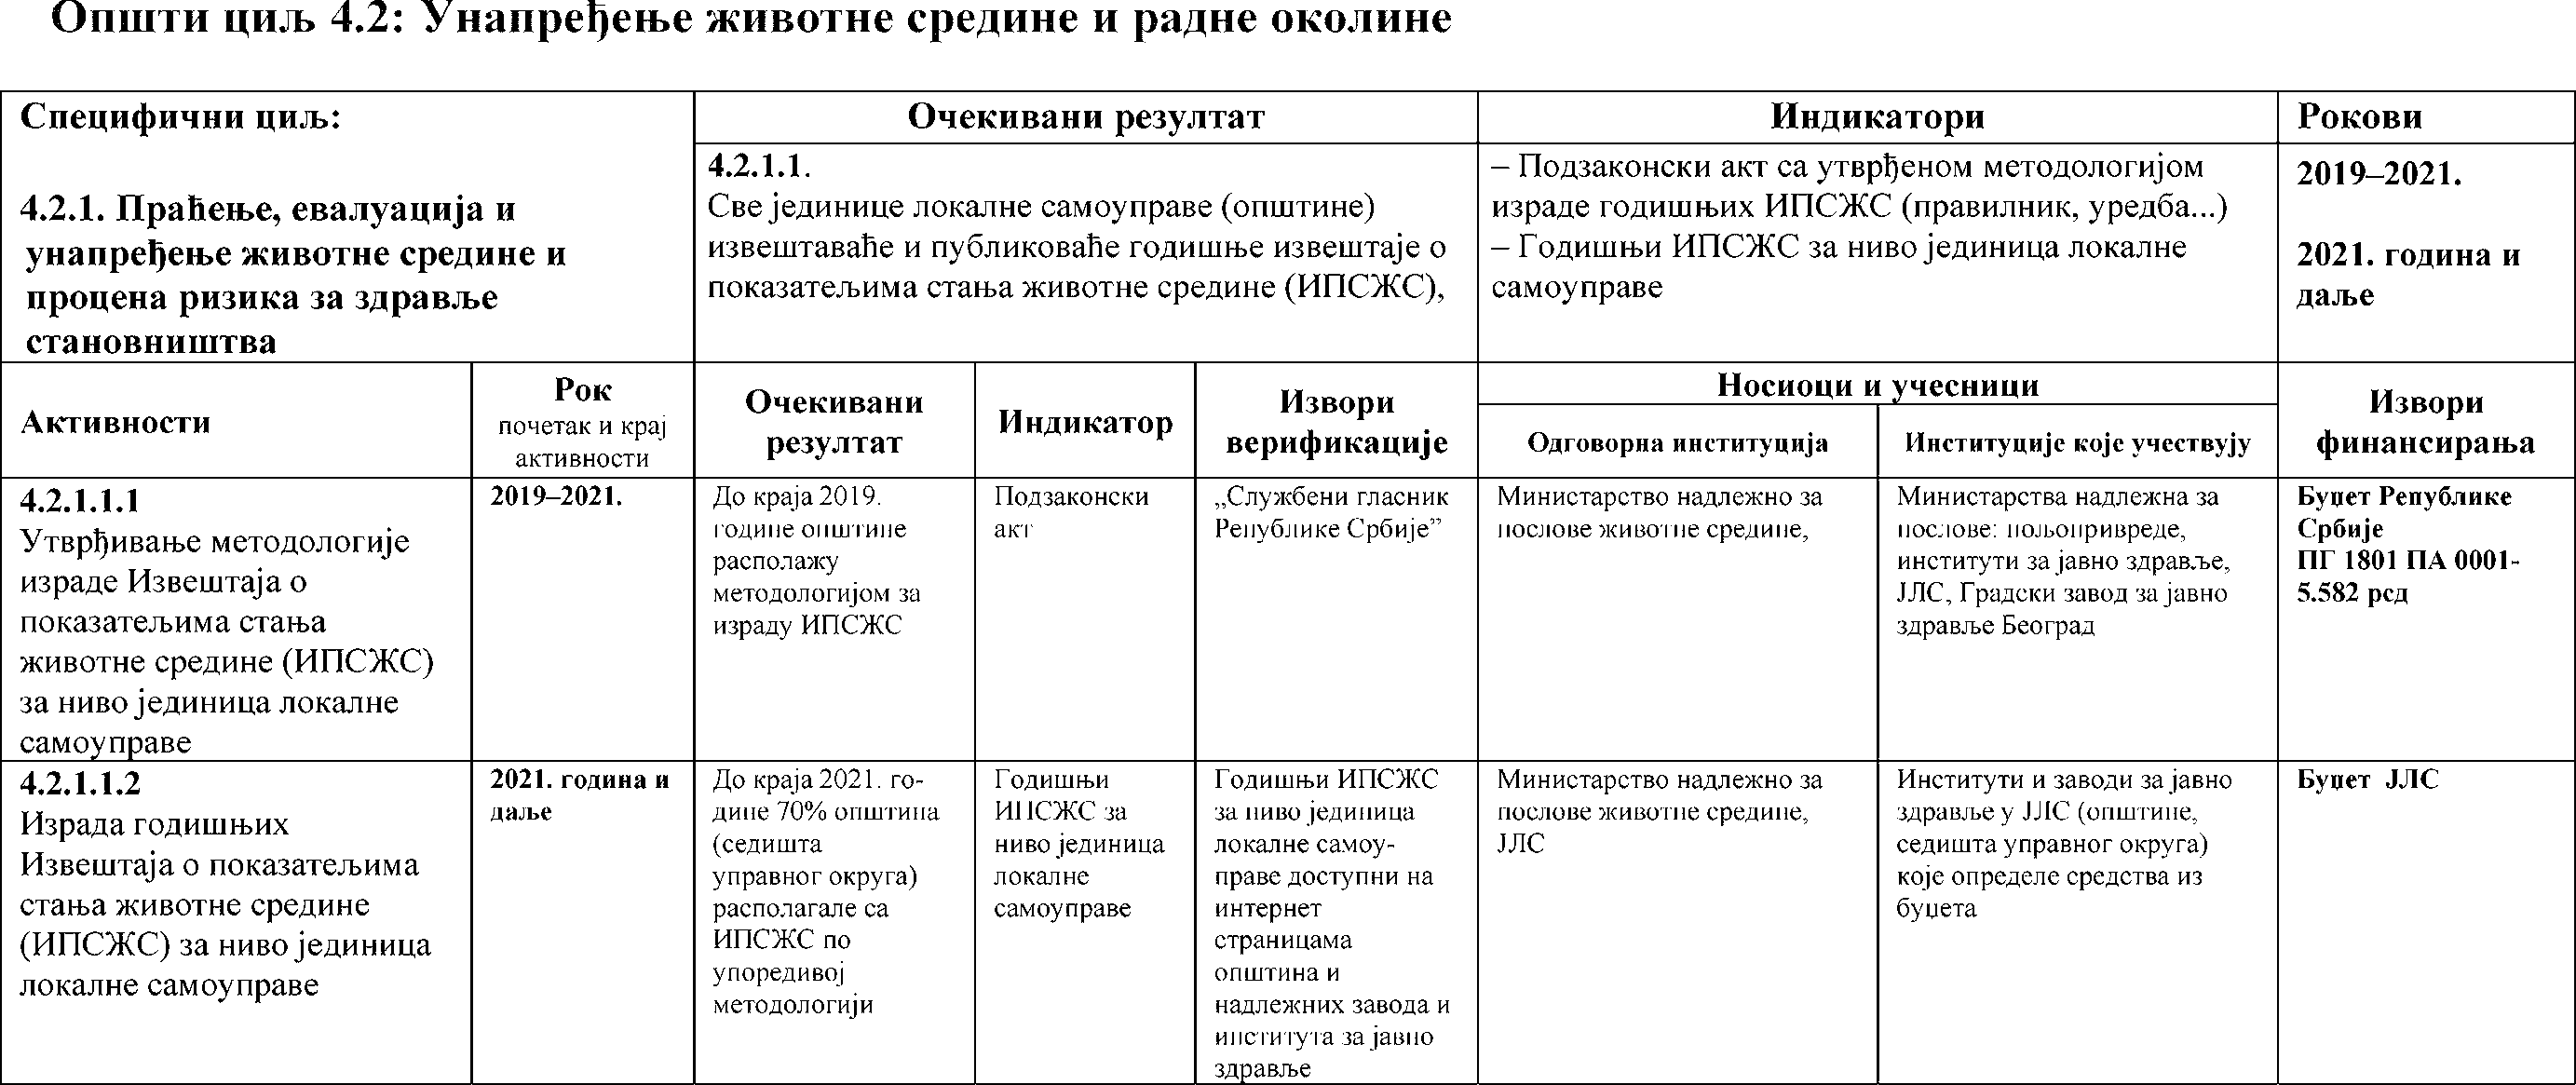 Општи циљ 4.2: Унапређење животне средине и радне околине
Специфични циљ:
4.2.1. Праћење, евалуација и
унапређење животне средине и
процена ризика за здравље
становништва
Очекивани резултат
4.2.1.1.
Све јединице локалне самоуправе (општине)
извештаваће и публиковаће годишње извештаје о
показатељима стања животне средине (ИПСЖС),
Индикатори
– Подзаконски акт са утврђеном методологијом
израде годишњих ИПСЖС (правилник, уредба...)
– Годишњи ИПСЖС за ниво јединица локалне
самоуправе
Рокови
2019–2021.
2021. година и
даље
Активности
Рок
почетак и крај
активности
Очекивани
резултат
Индикатор
Извори
верификације
Носиоци и учесници
Одговорна институција
Институције које учествују
Извори
финансирања
4.2.1.1.1
Утврђивање методологије
израде Извештаја о
показатељима стања
животне средине (ИПСЖС)
за ниво јединица локалне
самоуправе
2019–2021.
До краја 2019.
године општине
располажу
методологијом за
израду ИПСЖС
Подзаконски
акт
„Службени гласник
Републике Србије”
Министарство надлежно за
послове животне средине,
Министарства надлежна за
послове: пољопривреде,
институти за јавно здравље,
ЈЛС, Градски завод за јавно
здравље Београд
Буџет Републике
Србије
ПГ 1801 ПА 0001-
5.582 рсд
4.2.1.1.2
Израда годишњих
Извештаја о показатељима
стања животне средине
(ИПСЖС) за ниво јединица
локалне самоуправе
2021. година и
даље
До краја 2021. го-
дине 70% општина
(седишта
управног округа)
располагале са
ИПСЖС по
упоредивој
методологији
Годишњи
ИПСЖС за
ниво јединица
локалне
самоуправе
Годишњи ИПСЖС
за ниво јединица
локалне самоу-
праве доступни на
интернет
страницама
општина и
надлежних завода и
института за јавно
здравље
Министарство надлежно за
послове животне средине,
ЈЛС
Институти и заводи за јавно
здравље у ЈЛС (општине,
седишта управног округа)
које определе средства из
буџета
Буџет ЈЛС